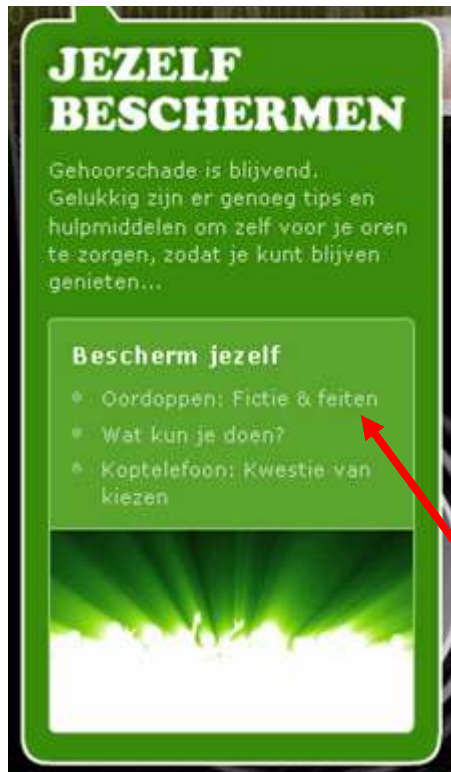 JEZELF
BESCHERMEN
Gehoorschade is blijvend.
Gelukkig zijn er genoeg tips en
hulpmiddelen om zelf voor je oren
te zorgen, zodat je kunt blijven
genieten...
Bescherm jezelf
Oordoppen: Fictie & feiten
Wat kun je doen?
Koptelefoon: Kwestie van
kiezen